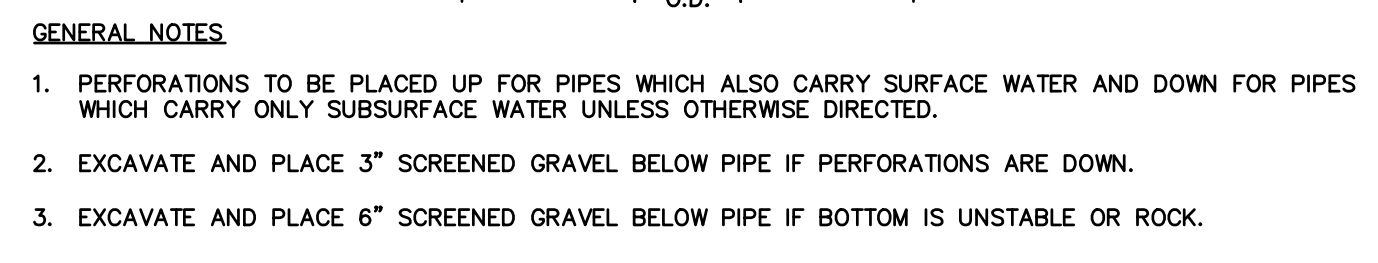 O.D.
GENERAL NOTES
1. PERFORATIONS TO BE PLACED UP FOR PIPES WHICH ALSO CARRY SURFACE WATER AND DOWN FOR PIPES
WHICH CARRY ONLY SUBSURFACE WATER UNLESS OTHERWISE DIRECTED.
2. EXCAVATE AND PLACE 3" SCREENED GRAVEL BELOW PIPE IF PERFORATIONS ARE DOWN.
3. EXCAVATE AND PLACE 6" SCREENED GRAVEL BELOW PIPE IF BOTTOM IS UNSTABLE OR ROCK.